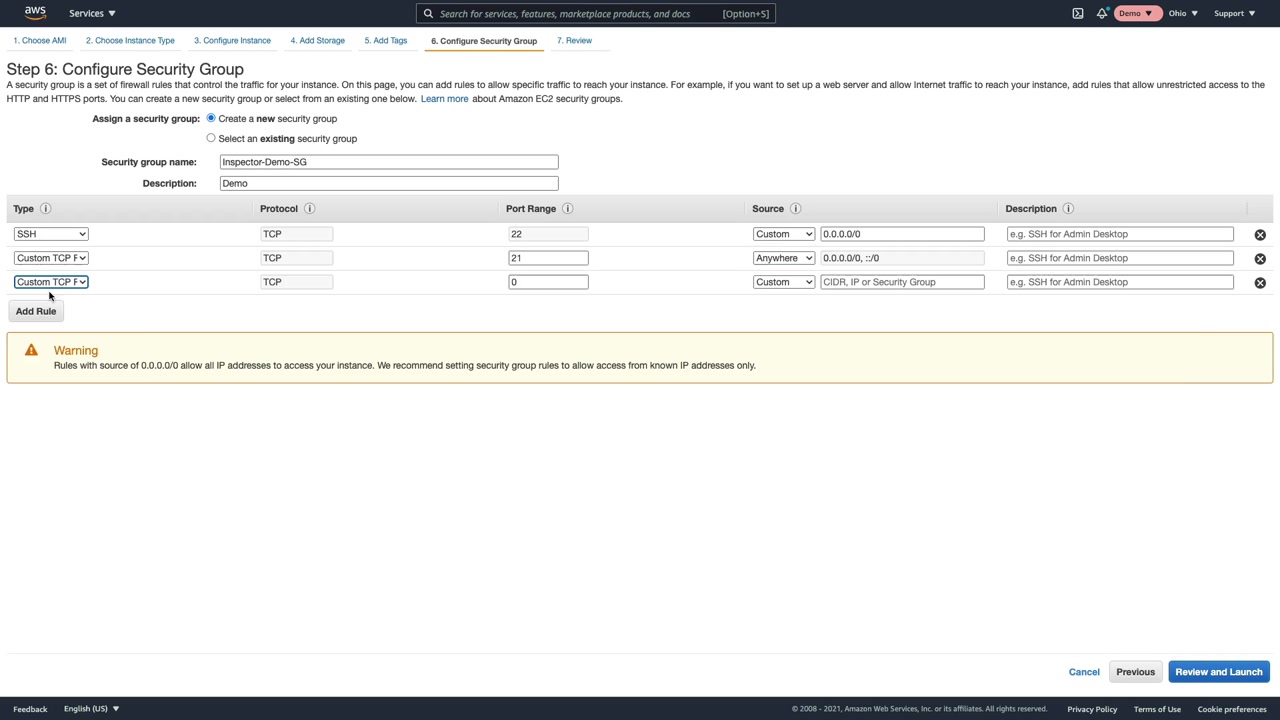 aws Services Search for services, features, marketplace products, and docs [Option+S] Demo Ohio Support
1. Choose AMI 2. Choose Instance Type 3. Configure Instance 4. Add Storage 5. Add Tags 6. Configure Security Group 7. Review
Step 6: Configure Security Group
A security group is a set of firewall rules that control the traffic for your instance. On this page, you can add rules to allow specific traffic to reach your instance. For example, if you want to set up a web server and allow Internet traffic to reach your instance, add rules that allow unrestricted access to the
HTTP and HTTPS ports. You can create a new security group or select from an existing one below. Learn more about Amazon EC2 security groups.
Assign a security group: Create a new security group
Select an existing security group
Security group name: Inspector-Demo-SG
Description: Demo
Type Protocol Port Range Source Description
SSH TCP 22 Custom 0.0.0.0/0 e.g. SSH for Admin Desktop
Custom TCP F TCP 21 Anywhere 0.0.0.0/0, ::/0 e.g. SSH for Admin Desktop
Custom TCP F TCP 0 Custom CIDR, IP or Security Group e.g. SSH for Admin Desktop
Add Rule
Warning
Rules with source of 0.0.0.0/0 allow all IP addresses to access your instance. We recommend setting security group rules to allow access from known IP addresses only.
Cancel Previous Review and Launch
Feedback English (US) © 2008 - 2021, Amazon Web Services, Inc. or its affiliates. All rights reserved. Privacy Policy Terms of Use Cookie preferences